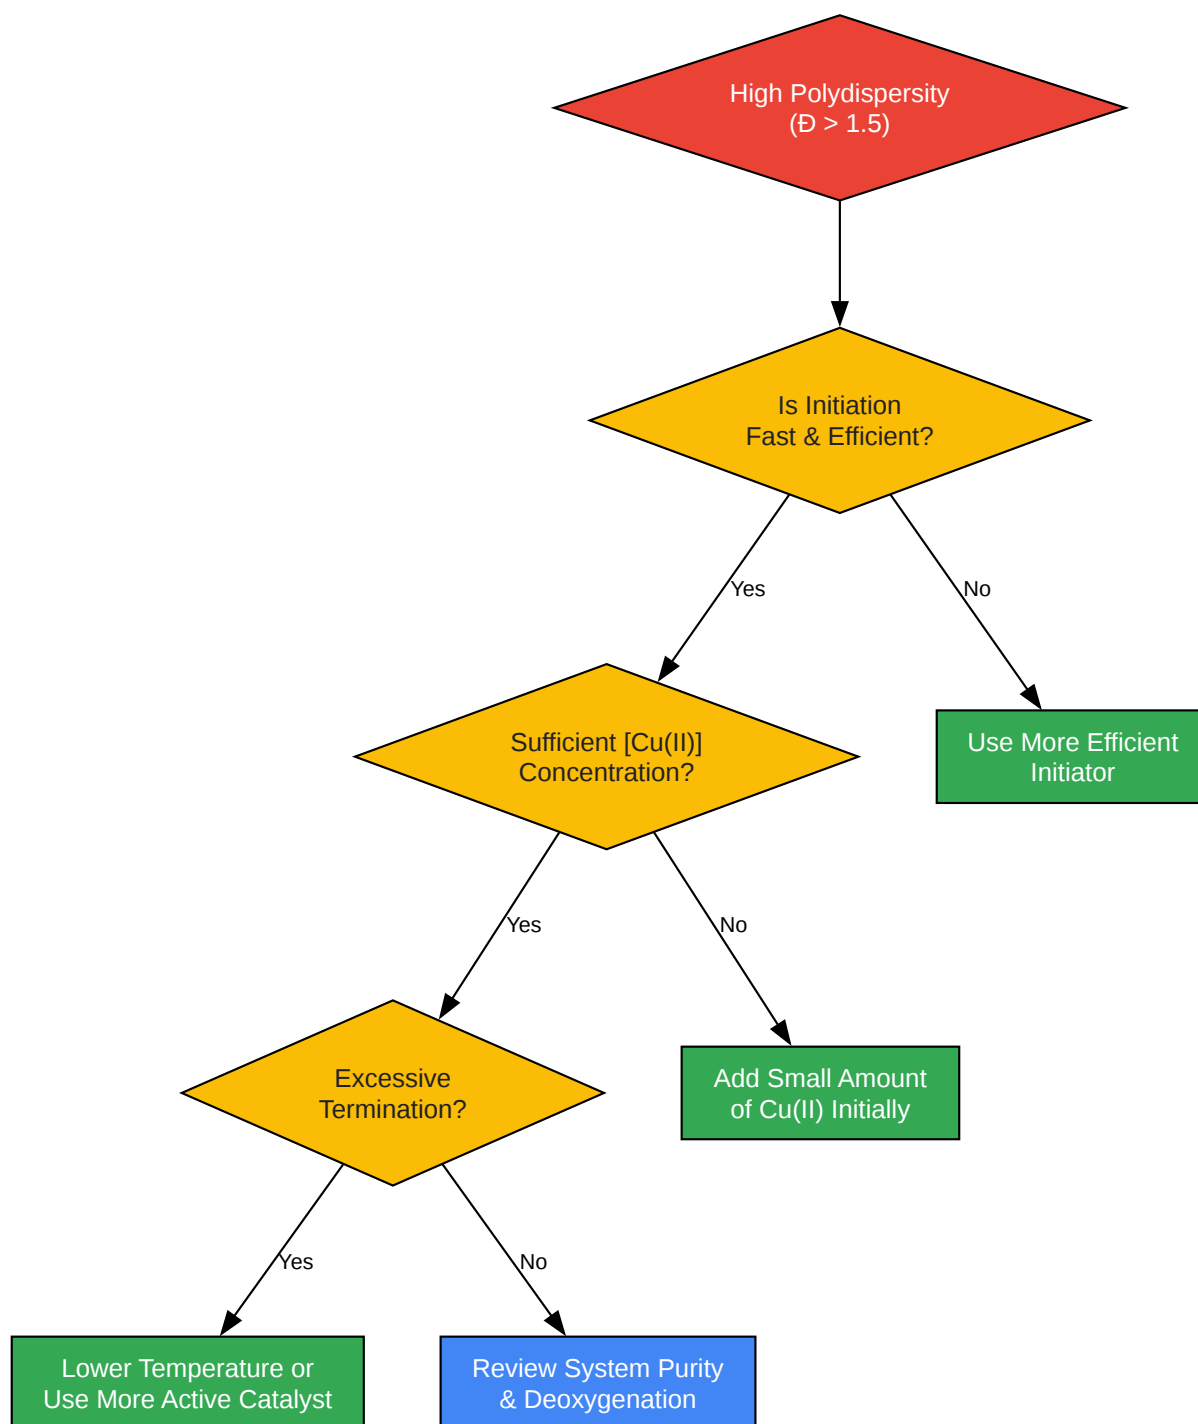 High Polydispersity
(Đ > 1.5)
Is Initiation
Fast & Efficient?
Yes
No
Sufficient [Cu(II)]
Concentration?
Use More Efficient
Initiator
Yes
No
Excessive
Termination?
Add Small Amount
of Cu(II) Initially
Yes
No
Lower Temperature or
Use More Active Catalyst
Review System Purity
& Deoxygenation